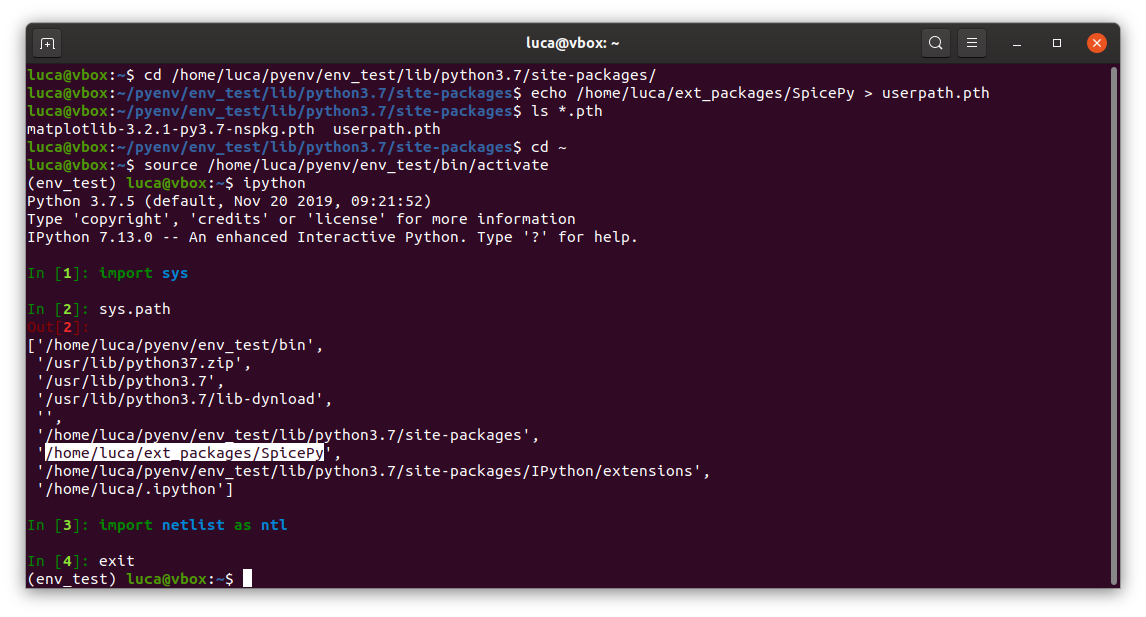 luca@vbox: ~
luca@vbox:~$ cd /home/luca/pyenv/env_test/lib/python3.7/site-packages/
luca@vbox:~/pyenv/env_test/lib/python3.7/site-packages$ echo /home/luca/ext_packages/SpicePy > userpath.pth
luca@vbox:~/pyenv/env_test/lib/python3.7/site-packages$ ls *.pth
matplotlib-3.2.1-py3.7-nspkg.pth  userpath.pth
luca@vbox:~/pyenv/env_test/lib/python3.7/site-packages$ cd ~
luca@vbox:~$ source /home/luca/pyenv/env_test/bin/activate
(env_test) luca@vbox:~$ ipython
Python 3.7.5 (default, Nov 20 2019, 09:21:52)
Type 'copyright', 'credits' or 'license' for more information
IPython 7.13.0 -- An enhanced Interactive Python. Type '?' for help.
In [1]: import sys
In [2]: sys.path
Out[2]:
['/home/luca/pyenv/env_test/bin',
 '/usr/lib/python37.zip',
 '/usr/lib/python3.7',
 '/usr/lib/python3.7/lib-dynload',
 '',
 '/home/luca/pyenv/env_test/lib/python3.7/site-packages',
 '/home/luca/ext_packages/SpicePy',
 '/home/luca/pyenv/env_test/lib/python3.7/site-packages/IPython/extensions',
 '/home/luca/.ipython']
In [3]: import netlist as ntl
In [4]: exit
(env_test) luca@vbox:~$